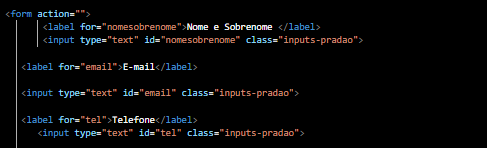 <form action="">
<label for="nomesobrenome">Nome e Sobrenome </label>
<input type="text" id="nomesobrenome" class="inputs-pradao">
<label for="email">E-mail</label>
<input type="text" id="email" class="inputs-pradao">
<label for="tel">Telefone</label>
<input type="text" id="tel" class="inputs-pradao">